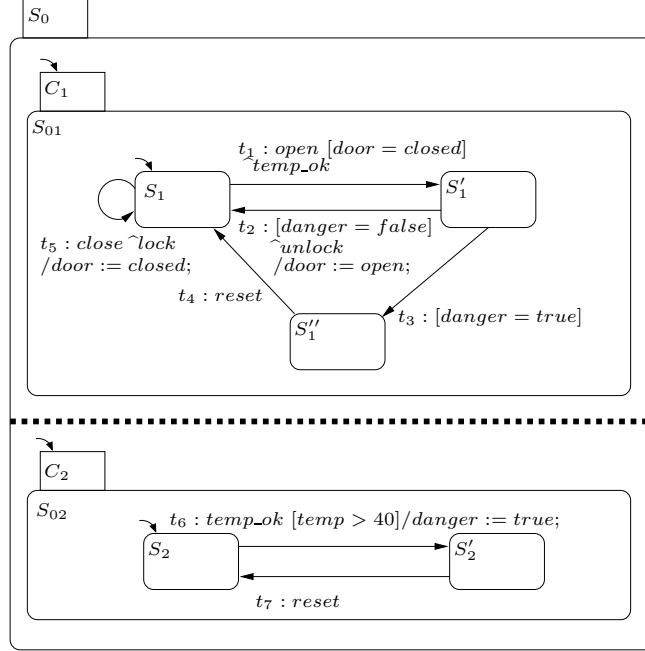 S₀
C₁
S₀₁
t₁ : open [door = closed]
^temp_ok
S₁
S₁′
t₂ : [danger = false]
^unlock
/door := open;
t₅ : close ^lock
/door := closed;
t₄ : reset
S₁′′
t₃ : [danger = true]
C₂
S₀₂
t₆ : temp_ok [temp > 40]/danger := true;
S₂
S₂′
t₇ : reset